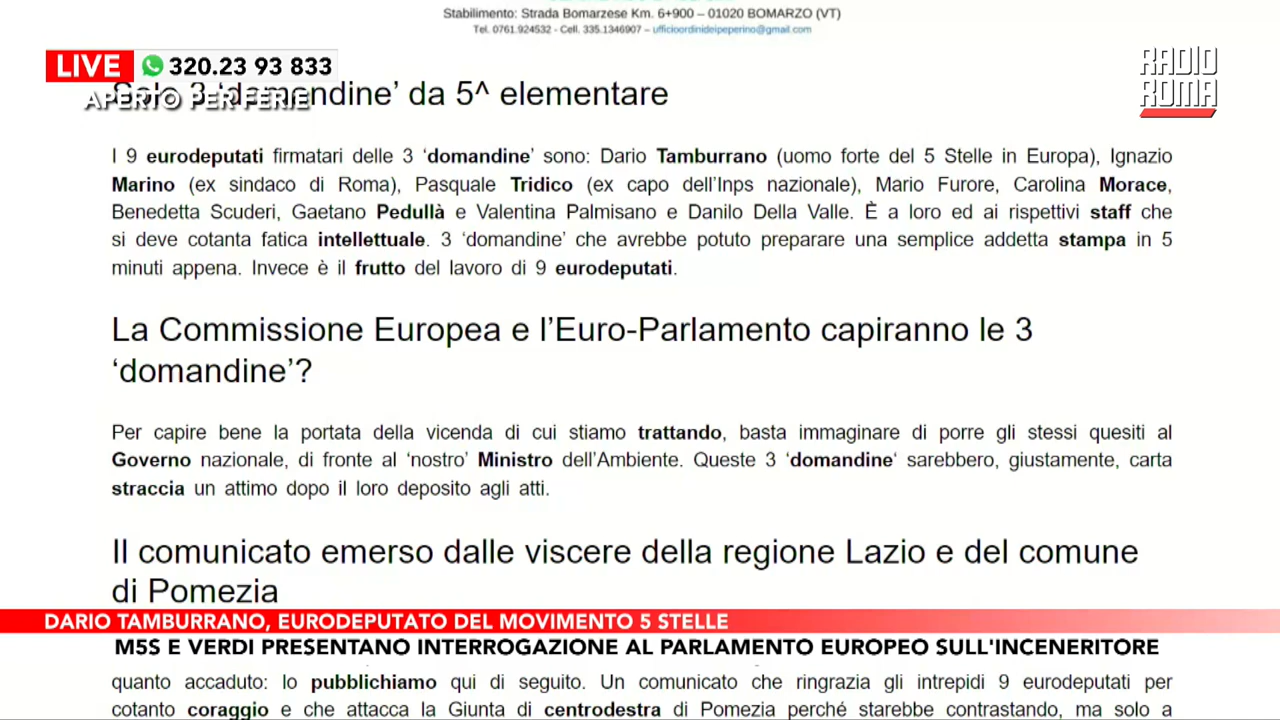 Stabilimento: Strada Bomarzese Km. 6+900 – 01020 BOMARZO (VT)
Tel. 0761.924532 - Cell. 335.1346907 – ufficioordinideipeperino@gmail.com
LIVE 320.23 93 833
RADIO ROMA
APERTO PER FERIE
Solo 3 ‘domandine’ da 5^ elementare
I 9 eurodeputati firmatari delle 3 ‘domandine’ sono: Dario Tamburrano (uomo forte del 5 Stelle in Europa), Ignazio
Marino (ex sindaco di Roma), Pasquale Tridico (ex capo dell’Inps nazionale), Mario Furore, Carolina Morace,
Benedetta Scuderi, Gaetano Pedullà e Valentina Palmisano e Danilo Della Valle. È a loro ed ai rispettivi staff che
si deve cotanta fatica intellettuale. 3 ‘domandine’ che avrebbe potuto preparare una semplice addetta stampa in 5
minuti appena. Invece è il frutto del lavoro di 9 eurodeputati.
La Commissione Europea e l’Euro-Parlamento capiranno le 3
‘domandine’?
Per capire bene la portata della vicenda di cui stiamo trattando, basta immaginare di porre gli stessi quesiti al
Governo nazionale, di fronte al ‘nostro’ Ministro dell’Ambiente. Queste 3 ‘domandine‘ sarebbero, giustamente, carta
straccia un attimo dopo il loro deposito agli atti.
Il comunicato emerso dalle viscere della regione Lazio e del comune
di Pomezia
DARIO TAMBURRANO, EURODEPUTATO DEL MOVIMENTO 5 STELLE
M5S E VERDI PRESENTANO INTERROGAZIONE AL PARLAMENTO EUROPEO SULL'INCENERITORE
quanto accaduto: lo pubblichiamo qui di seguito. Un comunicato che ringrazia gli intrepidi 9 eurodeputati per
cotanto coraggio e che attacca la Giunta di centrodestra di Pomezia perché starebbe contrastando, ma solo a